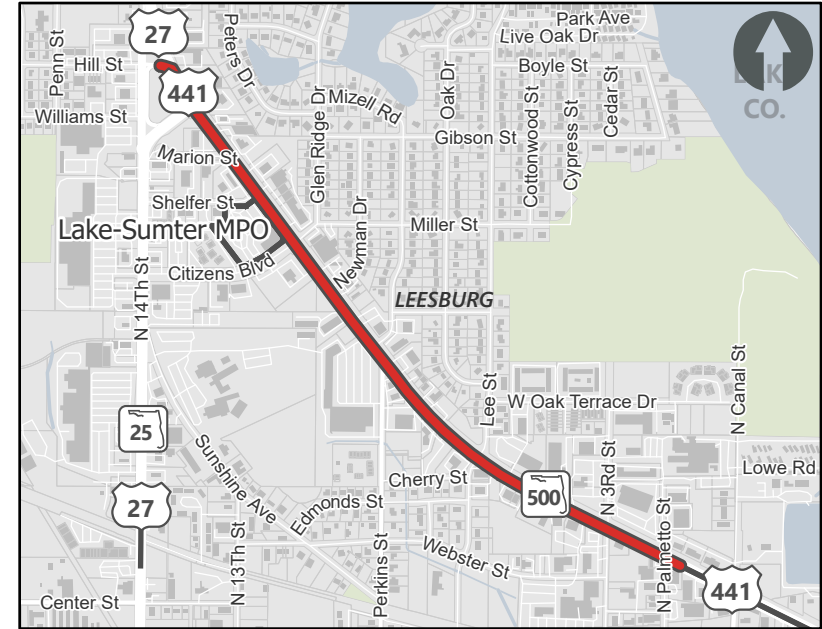 Park Ave
Live Oak Dr
27
Penn St
Peters Dr
Hill St
Boyle St
441
Mizell Rd
Oak Dr
Cottonwood St
Cypress St
Cedar St
CO.
Williams St
Gibson St
Glen Ridge Dr
Marion St
Shelfer St
Lake-Sumter MPO
Miller St
Newman Dr
Citizens Blvd
N 14Th St
LEESBURG
N Canal St
Lee St
W Oak Terrace Dr
25
Sunshine Ave
N 3Rd St
Lowe Rd
Cherry St
500
27
Edmonds St
N Palmetto St
Webster St
N 13Th St
Perkins St
441
Center St